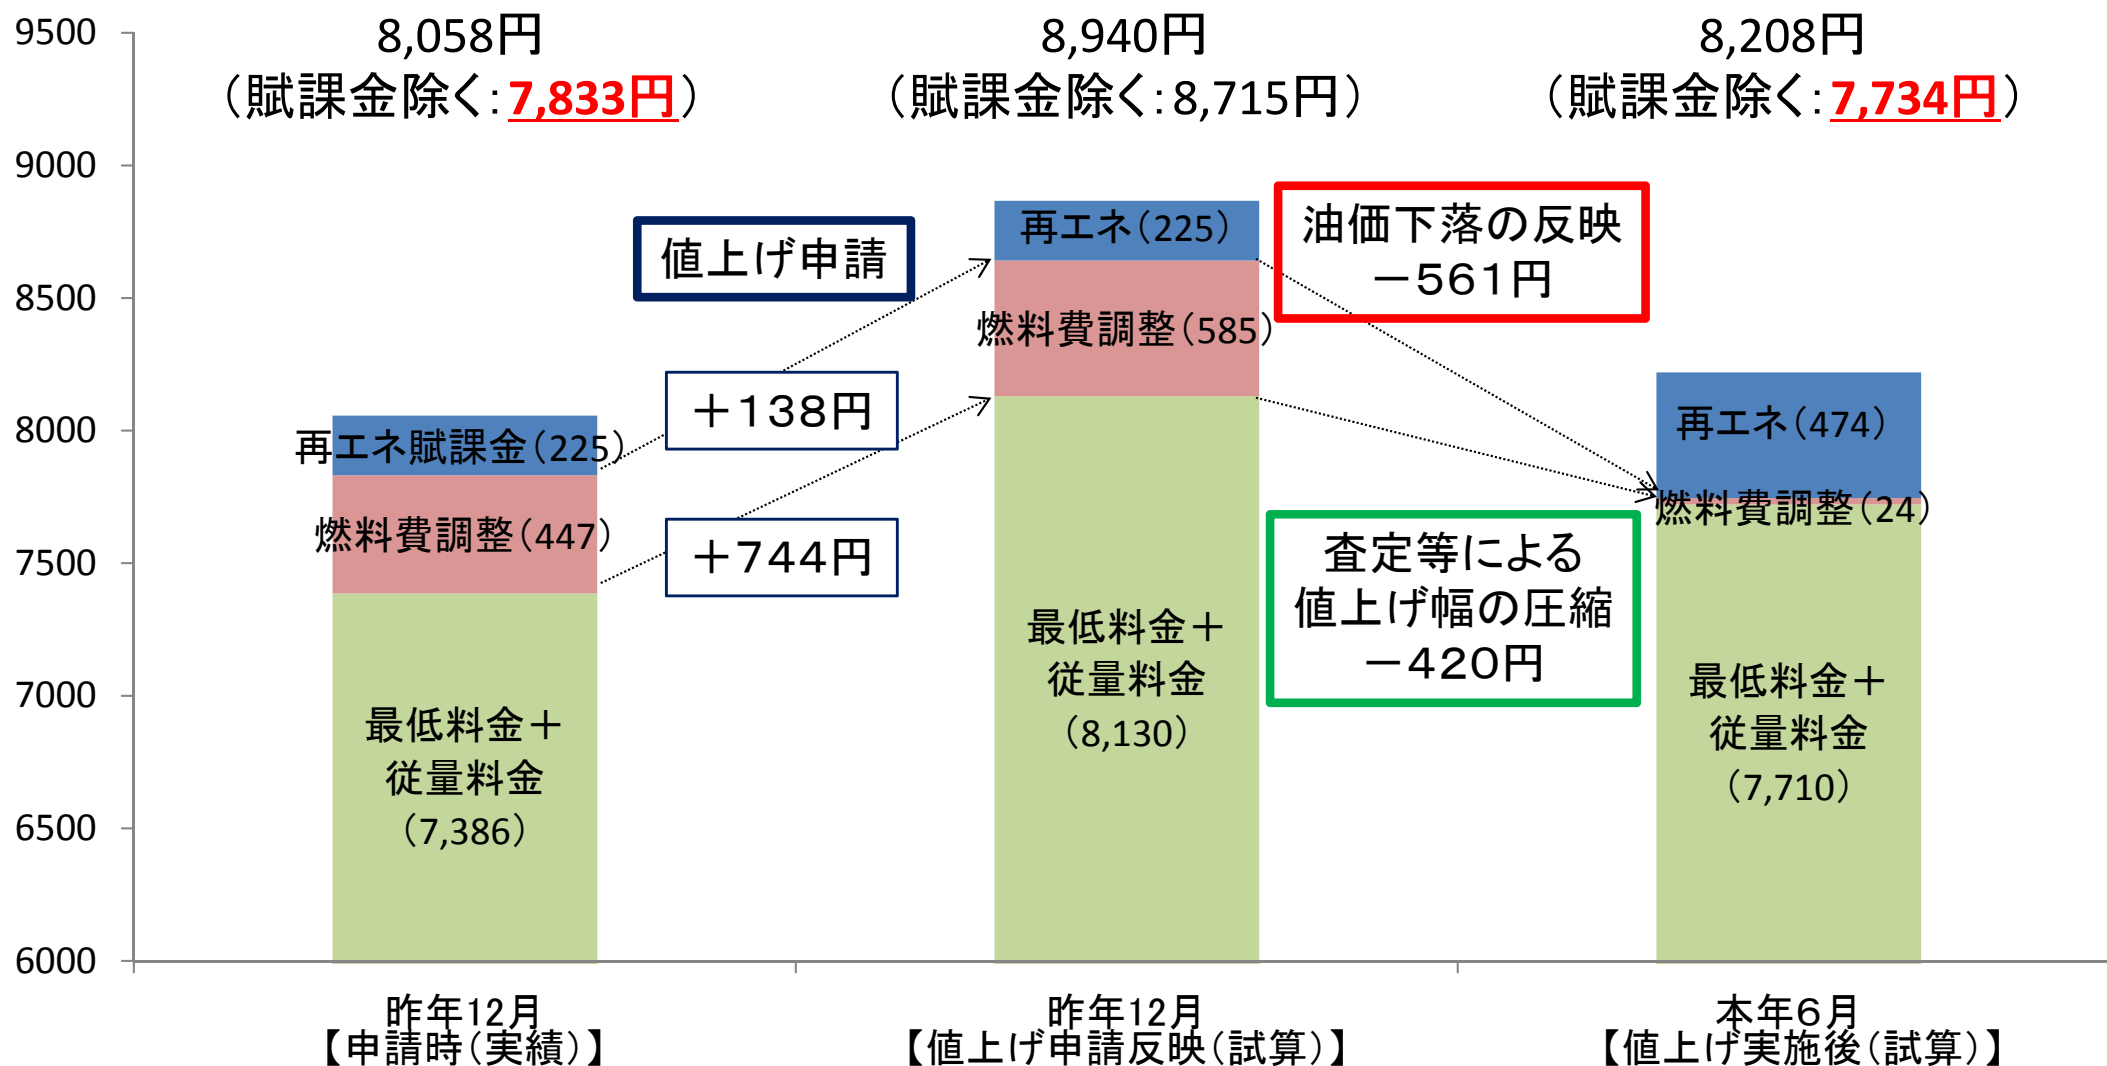 8,058円
（賦課金除く：7,833円）
8,940円
（賦課金除く：8,715円）
8,208円
（賦課金除く：7,734円）
9500
9000
8500
8000
7500
7000
6500
6000
再エネ賦課金（225）
燃料費調整（447）
最低料金＋
従量料金
（7,386）
値上げ申請
＋138円
＋744円
再エネ（225）
燃料費調整（585）
最低料金＋
従量料金
（8,130）
油価下落の反映
－561円
査定等による
値上げ幅の圧縮
－420円
再エネ（474）
燃料費調整（24）
最低料金＋
従量料金
（7,710）
昨年12月
【申請時（実績）】
昨年12月
【値上げ申請反映（試算）】
本年６月
【値上げ実施後（試算）】